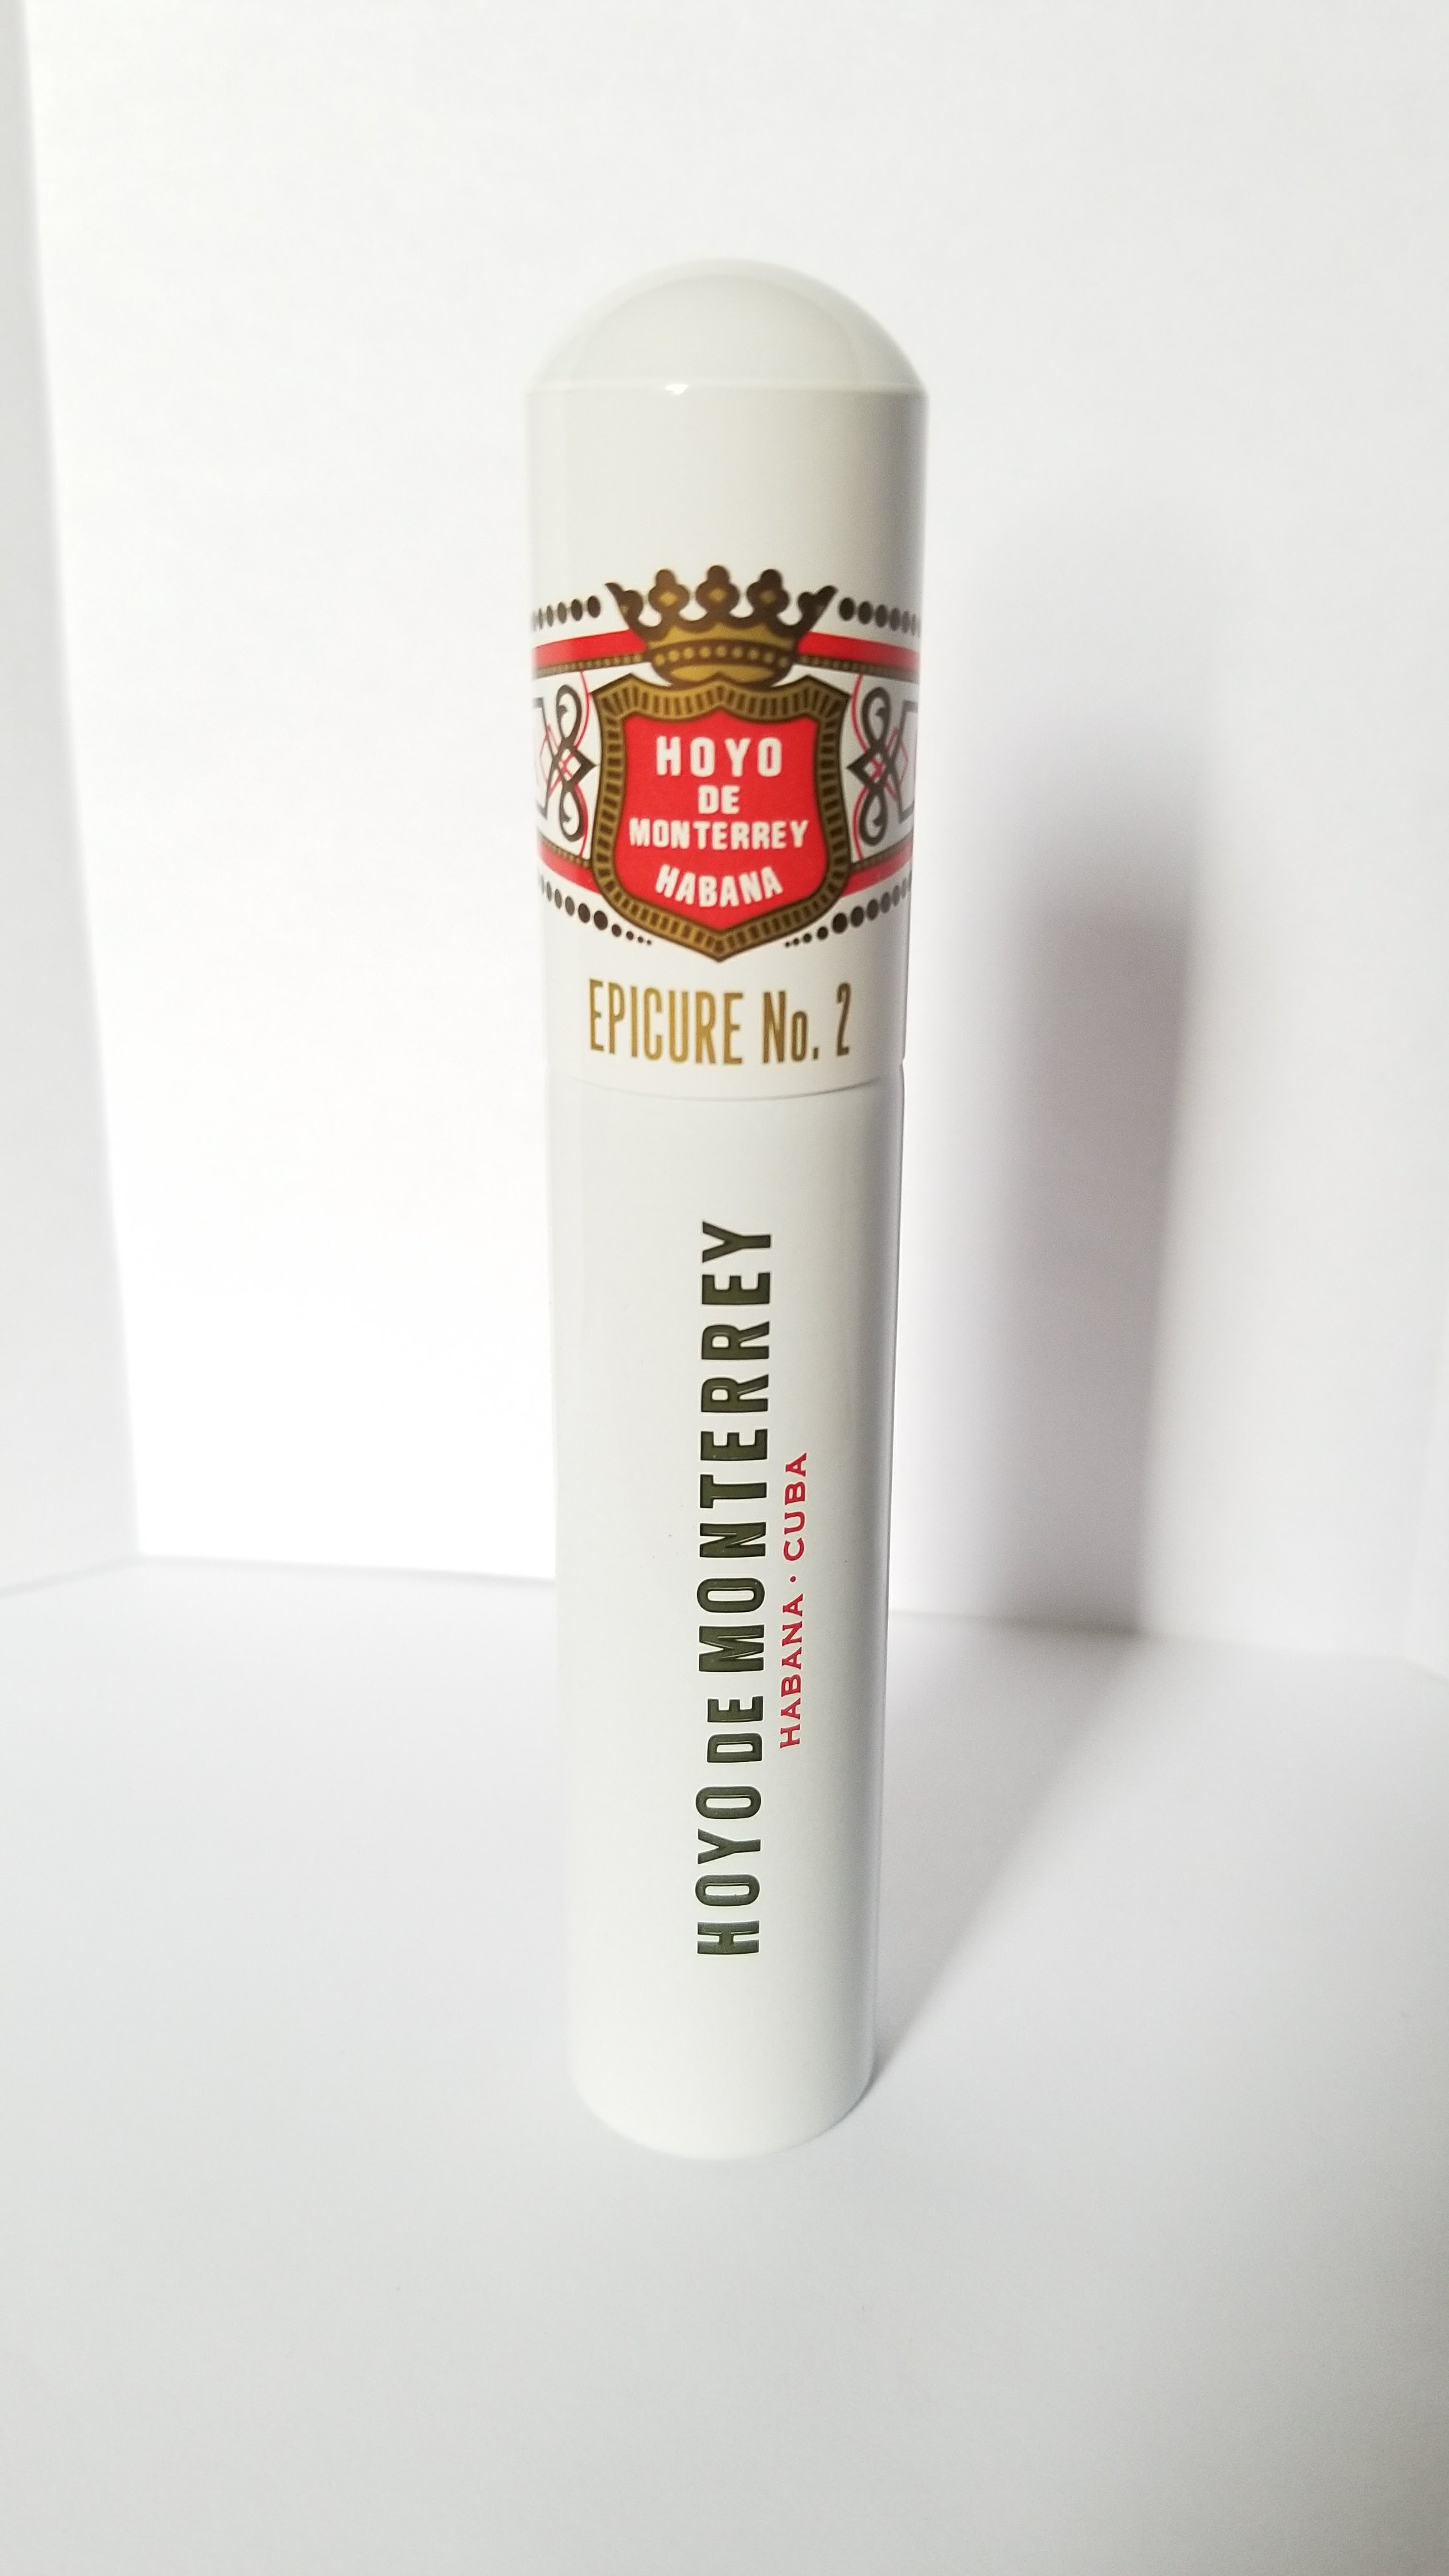 HOYO
DE
MONTERREY
HABANA
EPICURE No. 2
HOYO DE MONTERREY
HABANA · CUBA